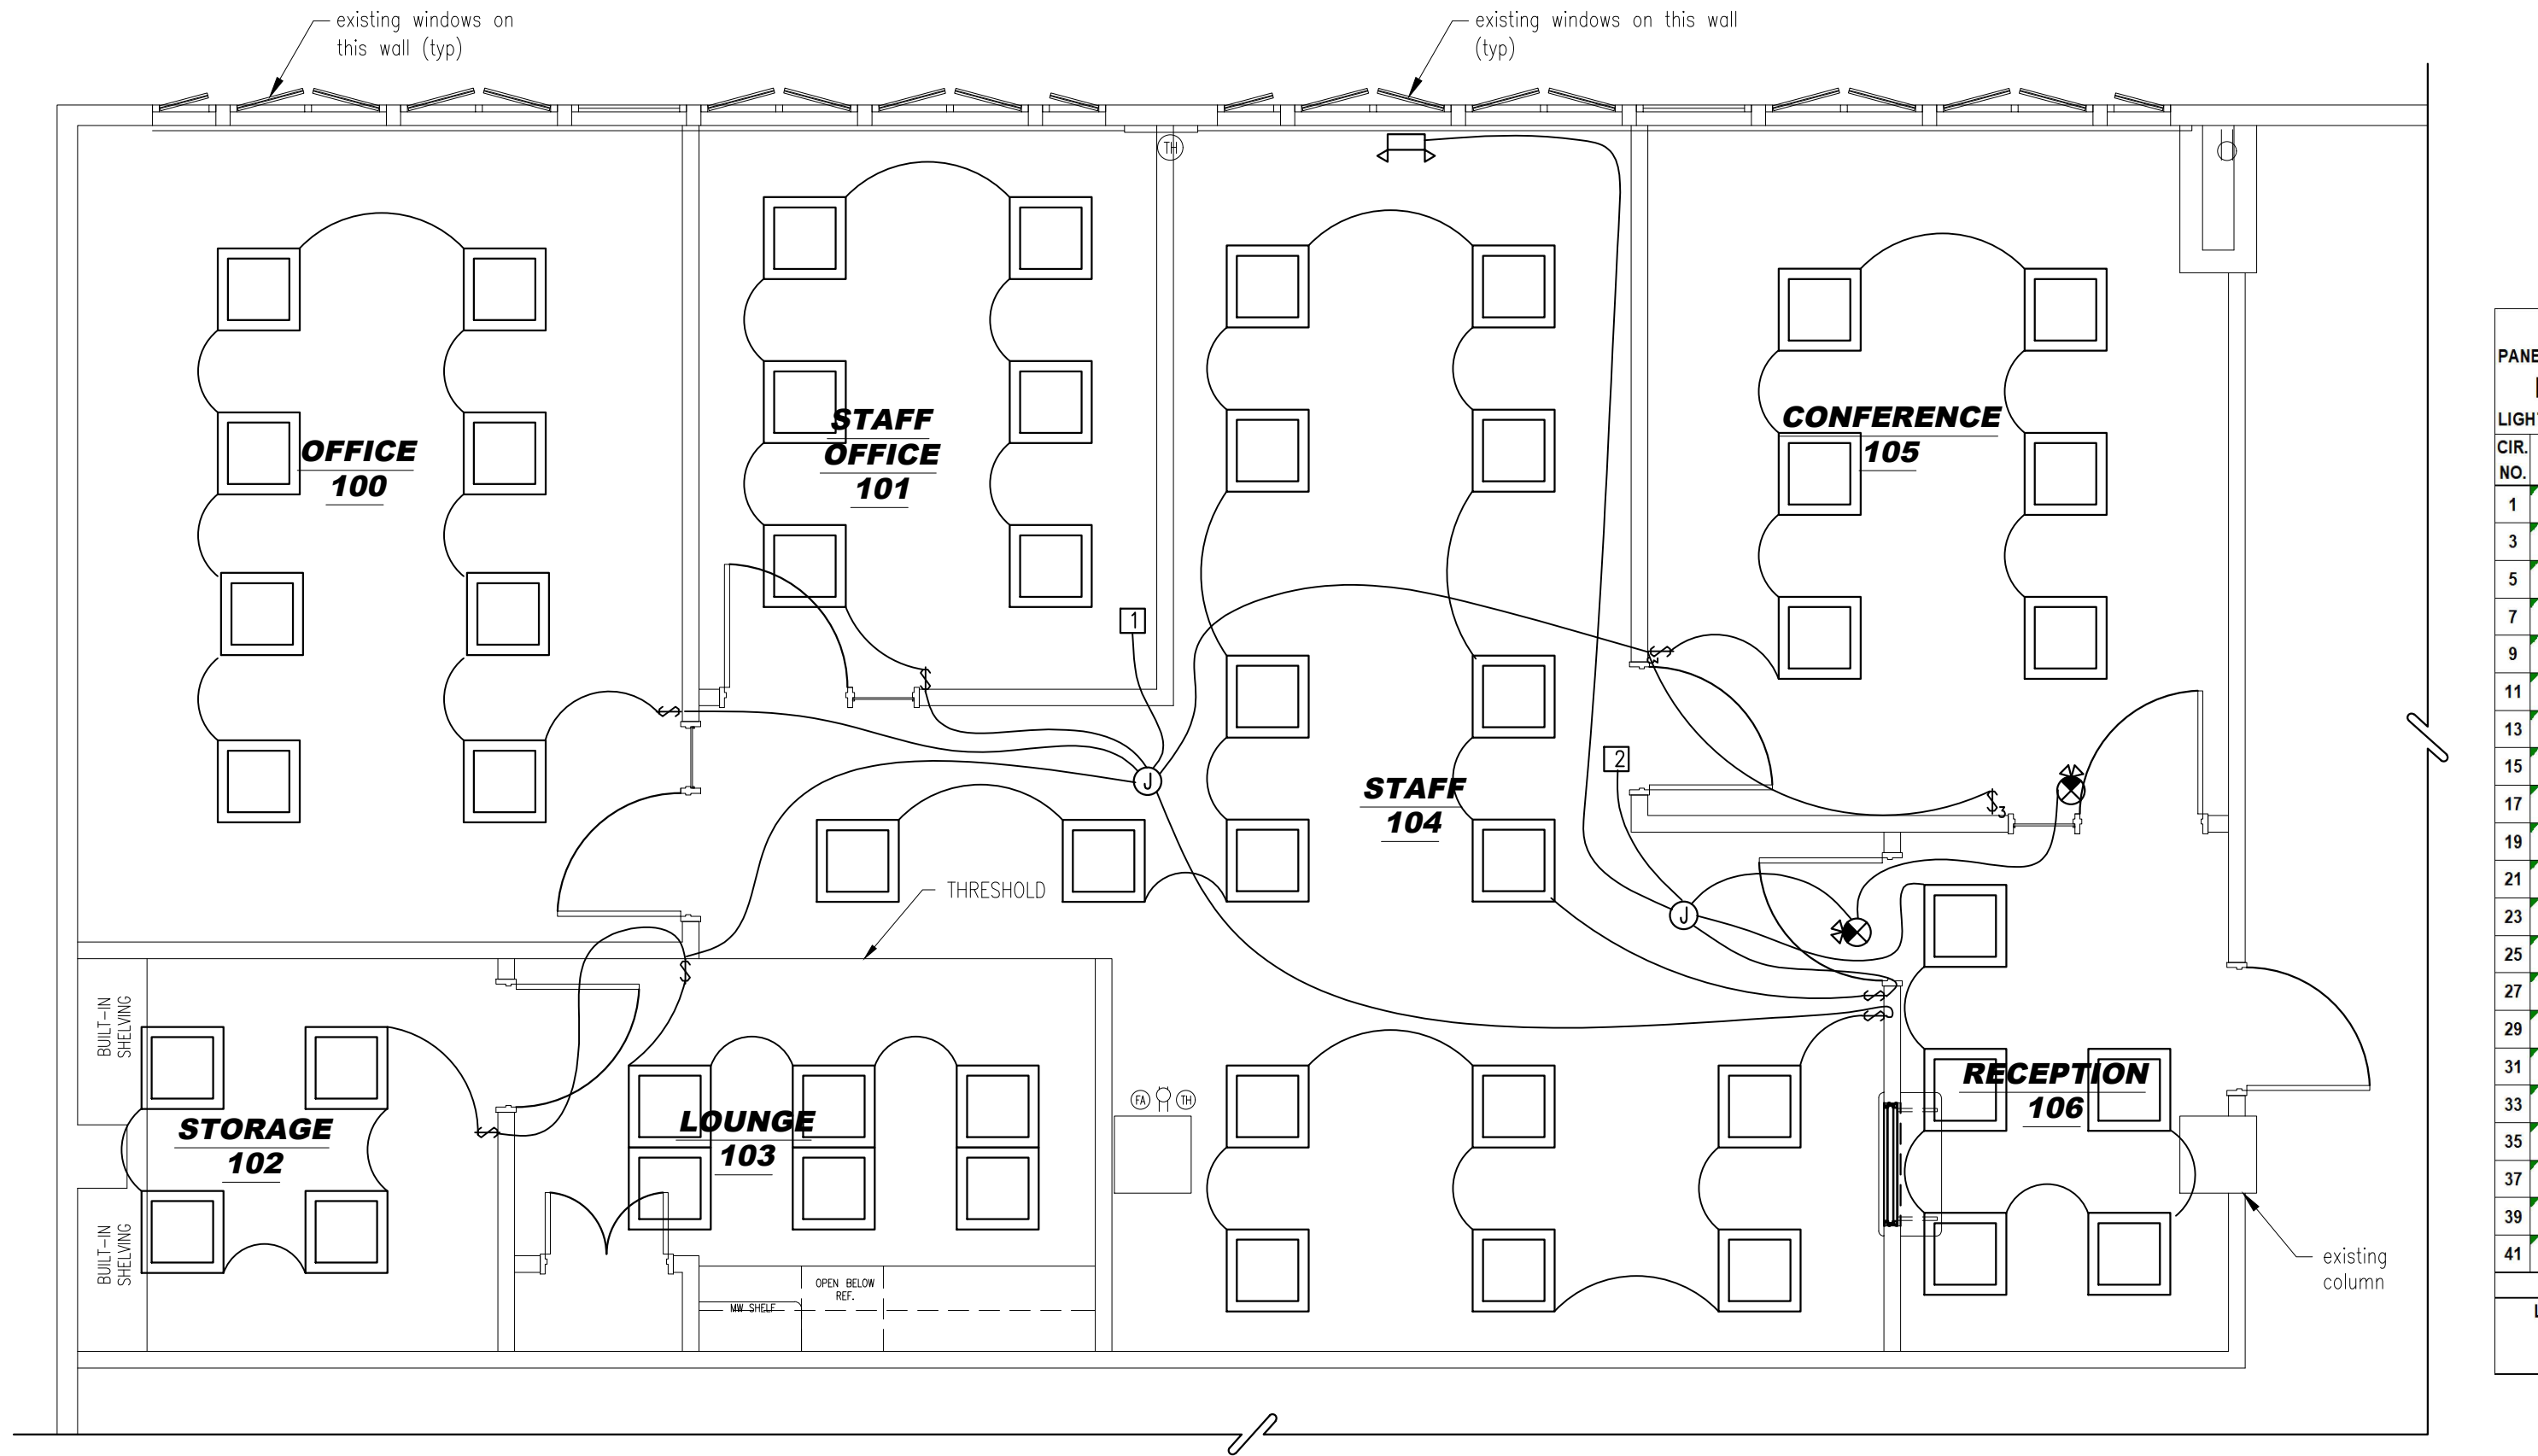 existing windows on
this wall (typ)
existing windows on this wall
(typ)
TH
OFFICE
100
STAFF
OFFICE
101
CONFERENCE
105
1
2
J
STAFF
104
3
3
THRESHOLD
J
BUILT-IN
SHELVING
STORAGE
102
BUILT-IN
SHELVING
LOUNGE
103
FA
TH
RECEPTION
106
OPEN BELOW
REF.
MW SHELF
existing
column
CIR.
NO.
1
3
5
7
9
11
13
15
17
19
21
23
25
27
29
31
33
35
37
39
41